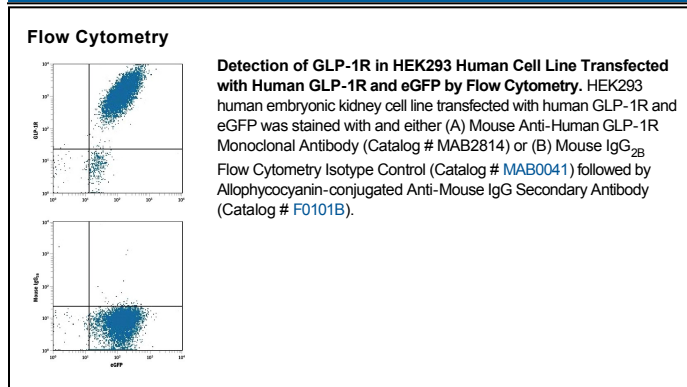 Flow Cytometry
Detection of GLP-1R in HEK293 Human Cell Line Transfected
with Human GLP-1R and eGFP by Flow Cytometry. HEK293
human embryonic kidney cell line transfected with human GLP-1R and
eGFP was stained with and either (A) Mouse Anti-Human GLP-1R
Monoclonal Antibody (Catalog # MAB2814) or (B) Mouse IgG2B
Flow Cytometry Isotype Control (Catalog # MAB0041) followed by
Allophycocyanin-conjugated Anti-Mouse IgG Secondary Antibody
(Catalog # F0101B).
GLP-1R
Mouse IgG2B
eGFP